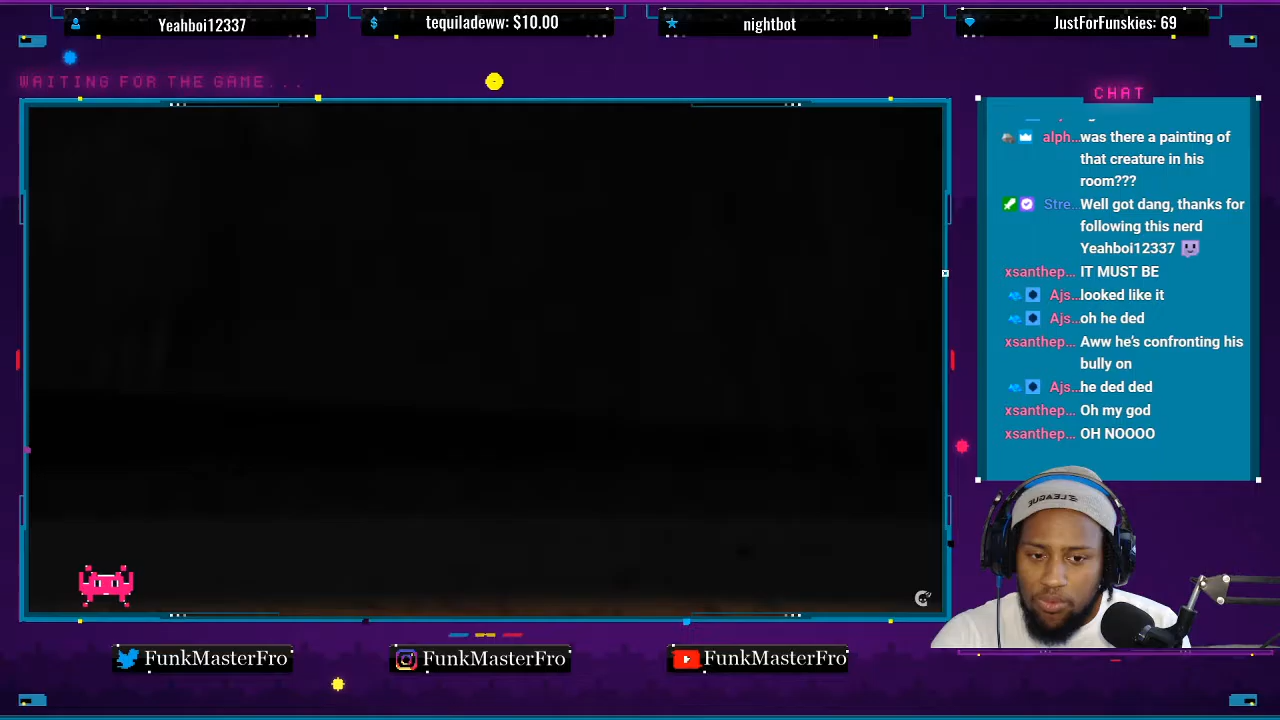 Yeahboi12337
tequiladeww: $10.00
nightbot
JustForFunskies: 69
WAITING FOR THE GAME...
CHAT
alph... was there a painting of
that creature in his
room???
Stre... Well got dang, thanks for
following this nerd
Yeahboi12337
xsanthep... IT MUST BE
Ajs... looked like it
Ajs... oh he ded
xsanthep... Aww he's confronting his
bully on
Ajs... he ded ded
xsanthep... Oh my god
xsanthep... OH NOOOO
FunkMasterFro
FunkMasterFro
FunkMasterFro